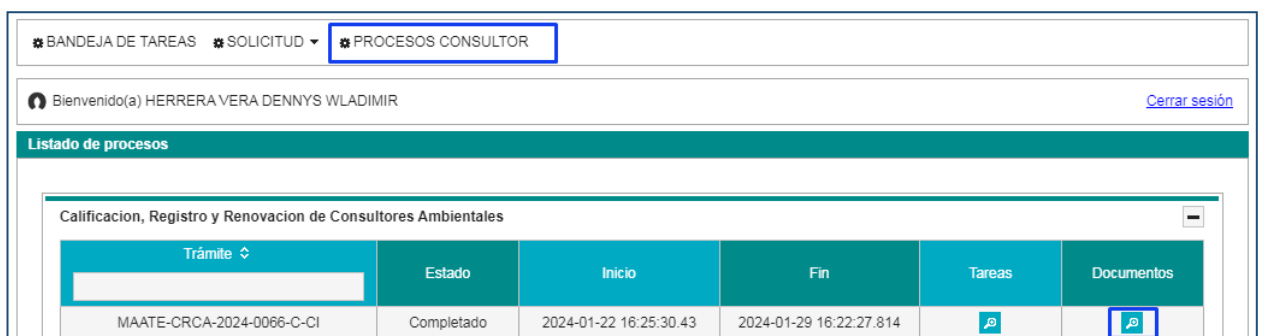 BANDEJA DE TAREAS SOLICITUD PROCESOS CONSULTOR
Bienvenido(a) HERRERA VERA DENNYS WLADIMIR Cerrar sesión
Listado de procesos
Calificacion, Registro y Renovacion de Consultores Ambientales
Trámite Estado Inicio Fin Tareas Documentos
MAATE-CRCA-2024-0066-C-CI Completado 2024-01-22 16:25:30.43 2024-01-29 16:22:27.814